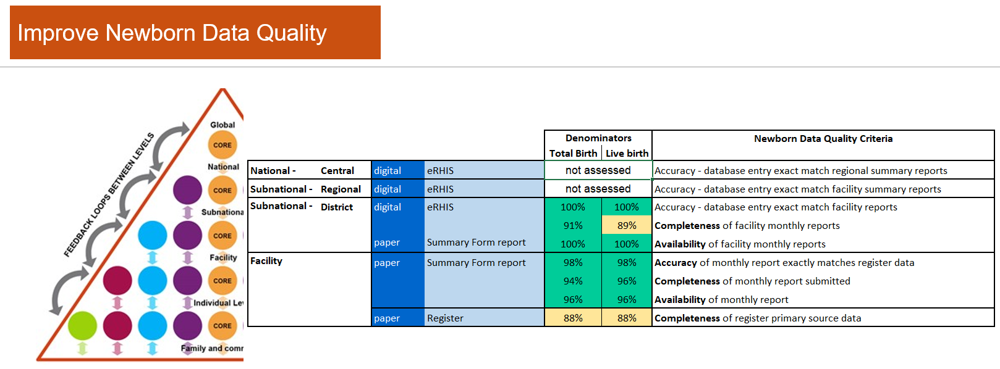 Improve Newborn Data Quality
FEEDBACK LOOPS BETWEEN LEVELS
Global
CORE
National
CORE
Subnationa
CORE
Facility
CORE
Individual Le
CORE
Family and com
Denominators Newborn Data Quality Criteria
Total Birth Live birth
National - Central digital eRHIS not assessed Accuracy - database entry exact match regional summary reports
Subnational - Regional digital eRHIS not assessed Accuracy - database entry exact match facility summary reports
Subnational - District digital eRHIS 100% 100% Accuracy - database entry exact match facility reports
91% 89% Completeness of facility monthly reports
paper Summary Form report 100% 100% Availability of facility monthly reports
Facility paper Summary Form report 98% 98% Accuracy of monthly report exactly matches register data
94% 96% Completeness of monthly report submitted
96% 96% Availability of monthly report
paper Register 88% 88% Completeness of register primary source data